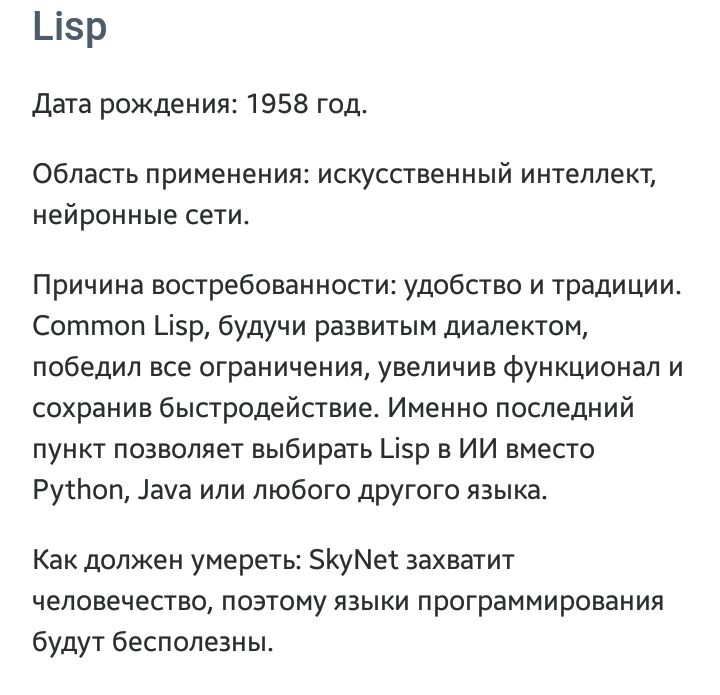 Lisp
Дата рождения: 1958 год.
Область применения: искусственный интеллект,
нейронные сети.
Причина востребованности: удобство и традиции.
Common Lisp, будучи развитым диалектом,
победил все ограничения, увеличив функционал и
сохранив быстродействие. Именно последний
пункт позволяет выбирать Lisp в ИИ вместо
Python, Java или любого другого языка.
Как должен умереть: SkyNet захватит
человечество, поэтому языки программирования
будут бесполезны.